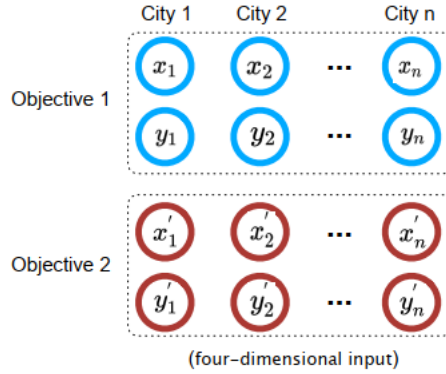 City 1 City 2 City n
x₁ x₂ ... xₙ
Objective 1
y₁ y₂ ... yₙ
x₁′ x₂′ ... xₙ′
Objective 2
y₁′ y₂′ ... yₙ′
(four-dimensional input)